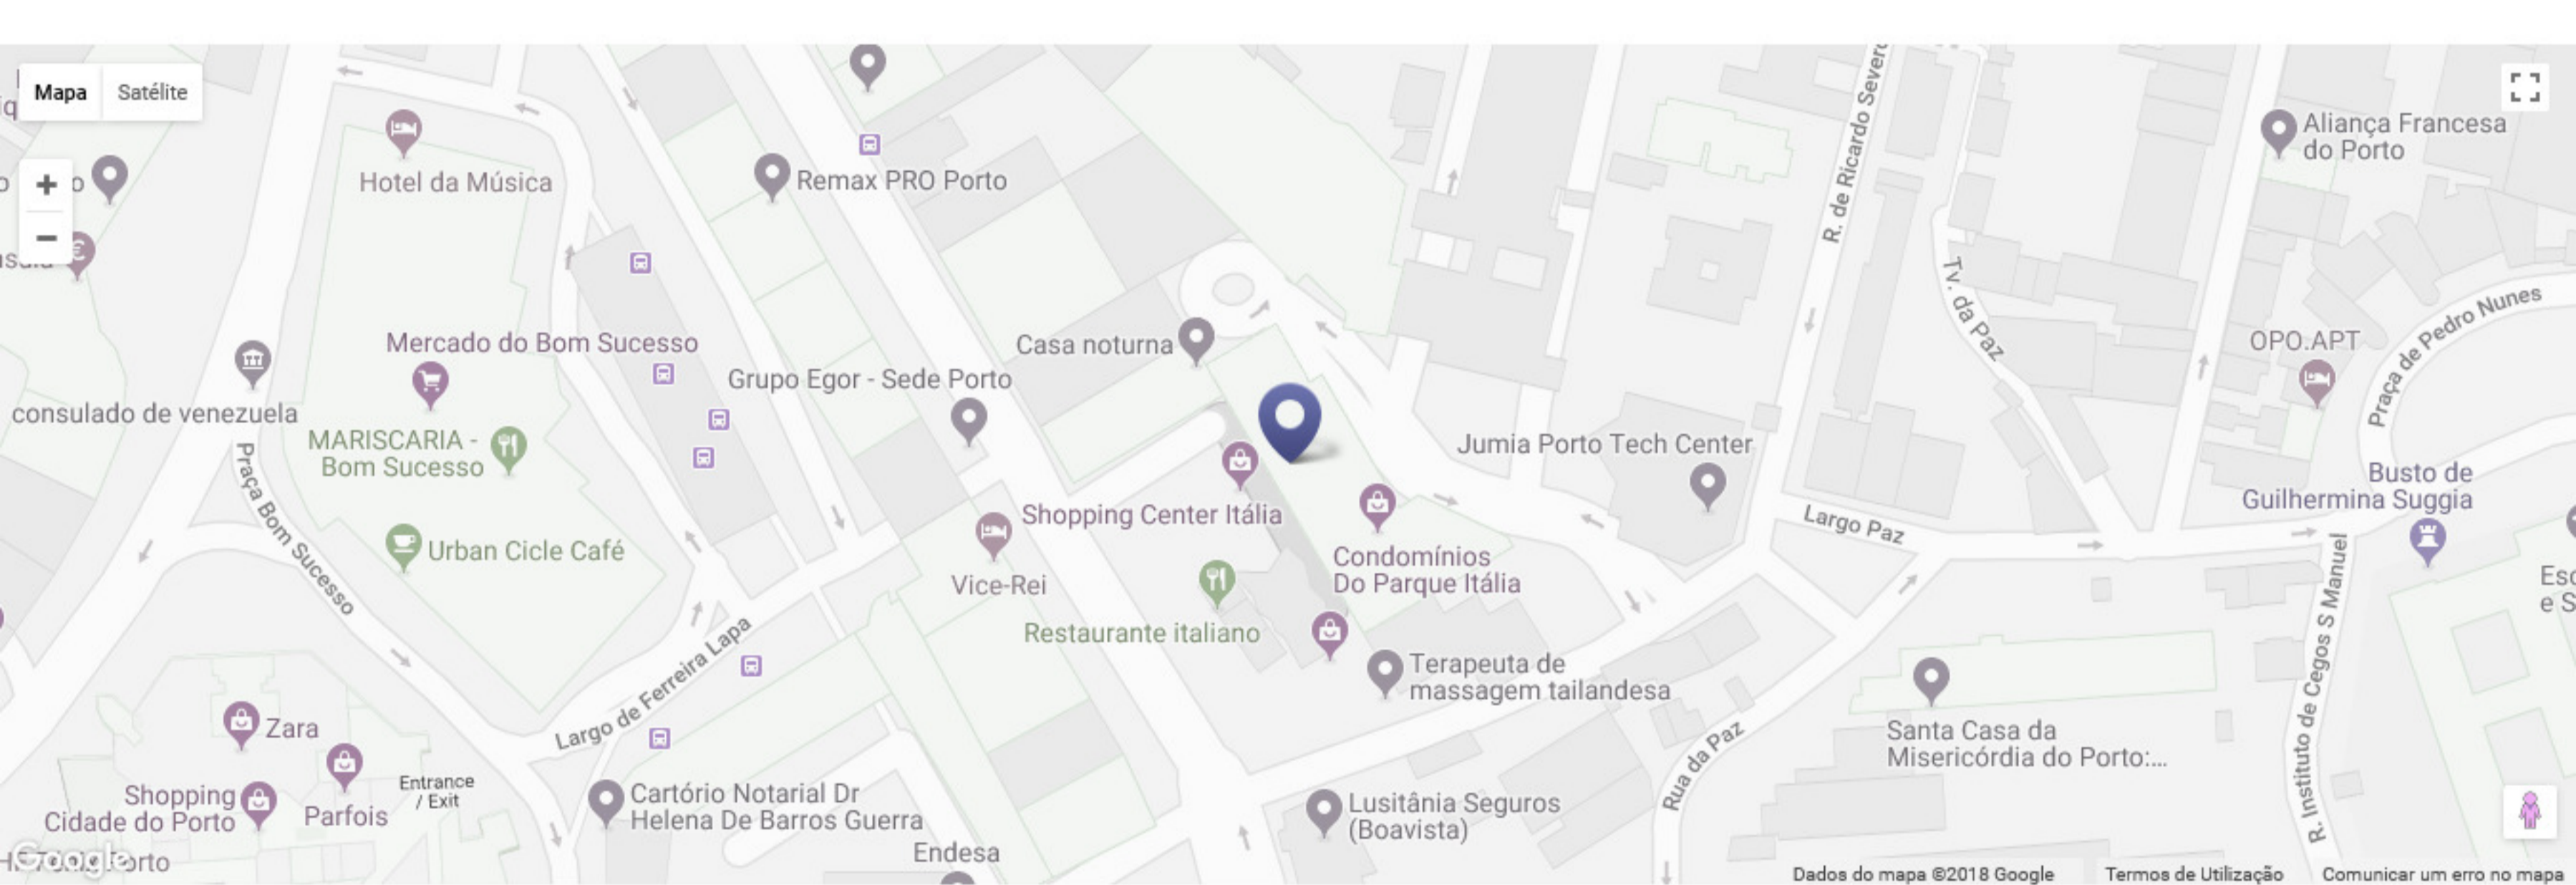 Mapa
Satélite
Hotel da Música
Remax PRO Porto
R. de Ricardo Severo
Aliança Francesa
do Porto
Tv. da Paz
Praça de Pedro Nunes
OPO.APT
Mercado do Bom Sucesso
Casa noturna
Grupo Egor - Sede Porto
consulado de venezuela
MARISCARIA -
Bom Sucesso
Praça Bom Sucesso
Urban Cicle Café
Shopping Center Itália
Vice-Rei
Jumia Porto Tech Center
Largo Paz
Busto de
Guilhermina Suggia
Condomínios
Do Parque Itália
Restaurante italiano
Terapeuta de
massagem tailandesa
Largo de Ferreira Lapa
Zara
Parfois
Shopping
Cidade do Porto
Entrance
/ Exit
Cartório Notarial Dr
Helena De Barros Guerra
Endesa
Lusitânia Seguros
(Boavista)
Rua da Paz
Santa Casa da
Misericórdia do Porto:...
R. Instituto de Cegos S Manuel
Google
Dados do mapa ©2018 Google
Termos de Utilização
Comunicar um erro no mapa